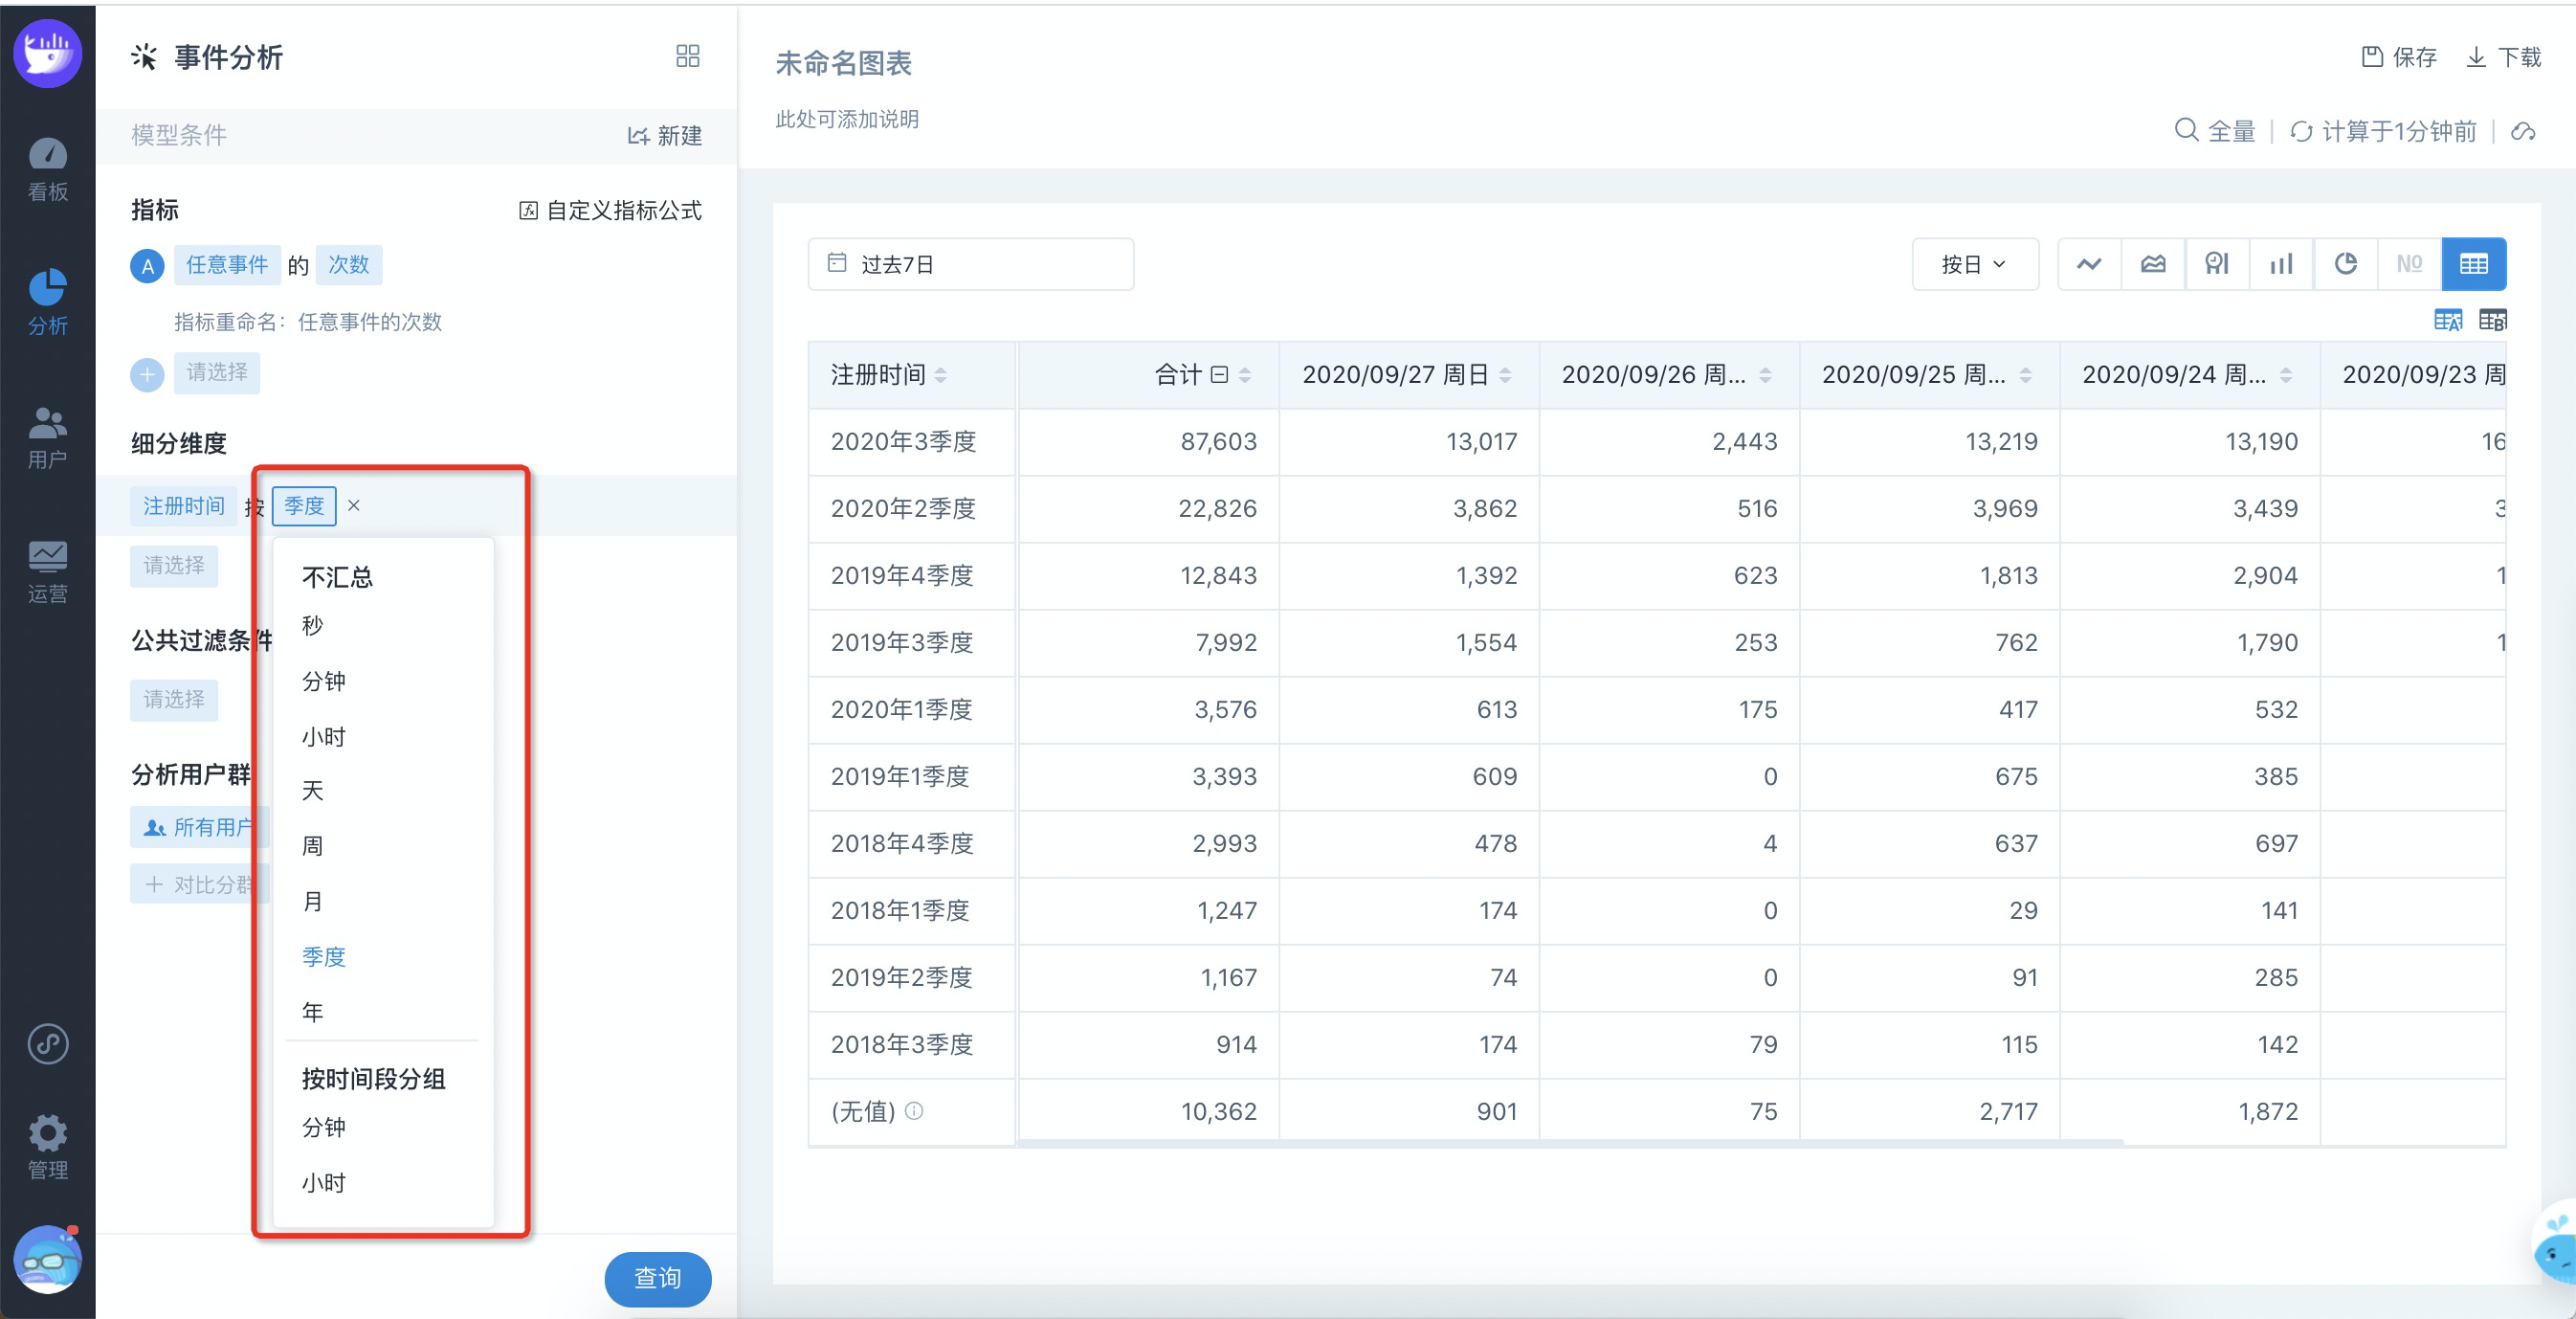 事件分析
模型条件 新建
指标 自定义指标公式
A 任意事件 的 次数
指标重命名：任意事件的次数
请选择
细分维度
注册时间 按 季度 ×
请选择
公共过滤条件
请选择
分析用户群
所有用户
对比分群
不汇总
秒
分钟
小时
天
周
月
季度
年
按时间段分组
分钟
小时
查询
看板
分析
用户
运营
管理
未命名图表
此处可添加说明
保存 下载
全量 | 计算于1分钟前 |
过去7日
按日
N0
A B
注册时间 合计 2020/09/27 周日 2020/09/26 周... 2020/09/25 周... 2020/09/24 周... 2020/09/23 周
2020年3季度 87,603 13,017 2,443 13,219 13,190 16
2020年2季度 22,826 3,862 516 3,969 3,439 3
2019年4季度 12,843 1,392 623 1,813 2,904 1
2019年3季度 7,992 1,554 253 762 1,790 1
2020年1季度 3,576 613 175 417 532
2019年1季度 3,393 609 0 675 385
2018年4季度 2,993 478 4 637 697
2018年1季度 1,247 174 0 29 141
2019年2季度 1,167 74 0 91 285
2018年3季度 914 174 79 115 142
(无值) 10,362 901 75 2,717 1,872